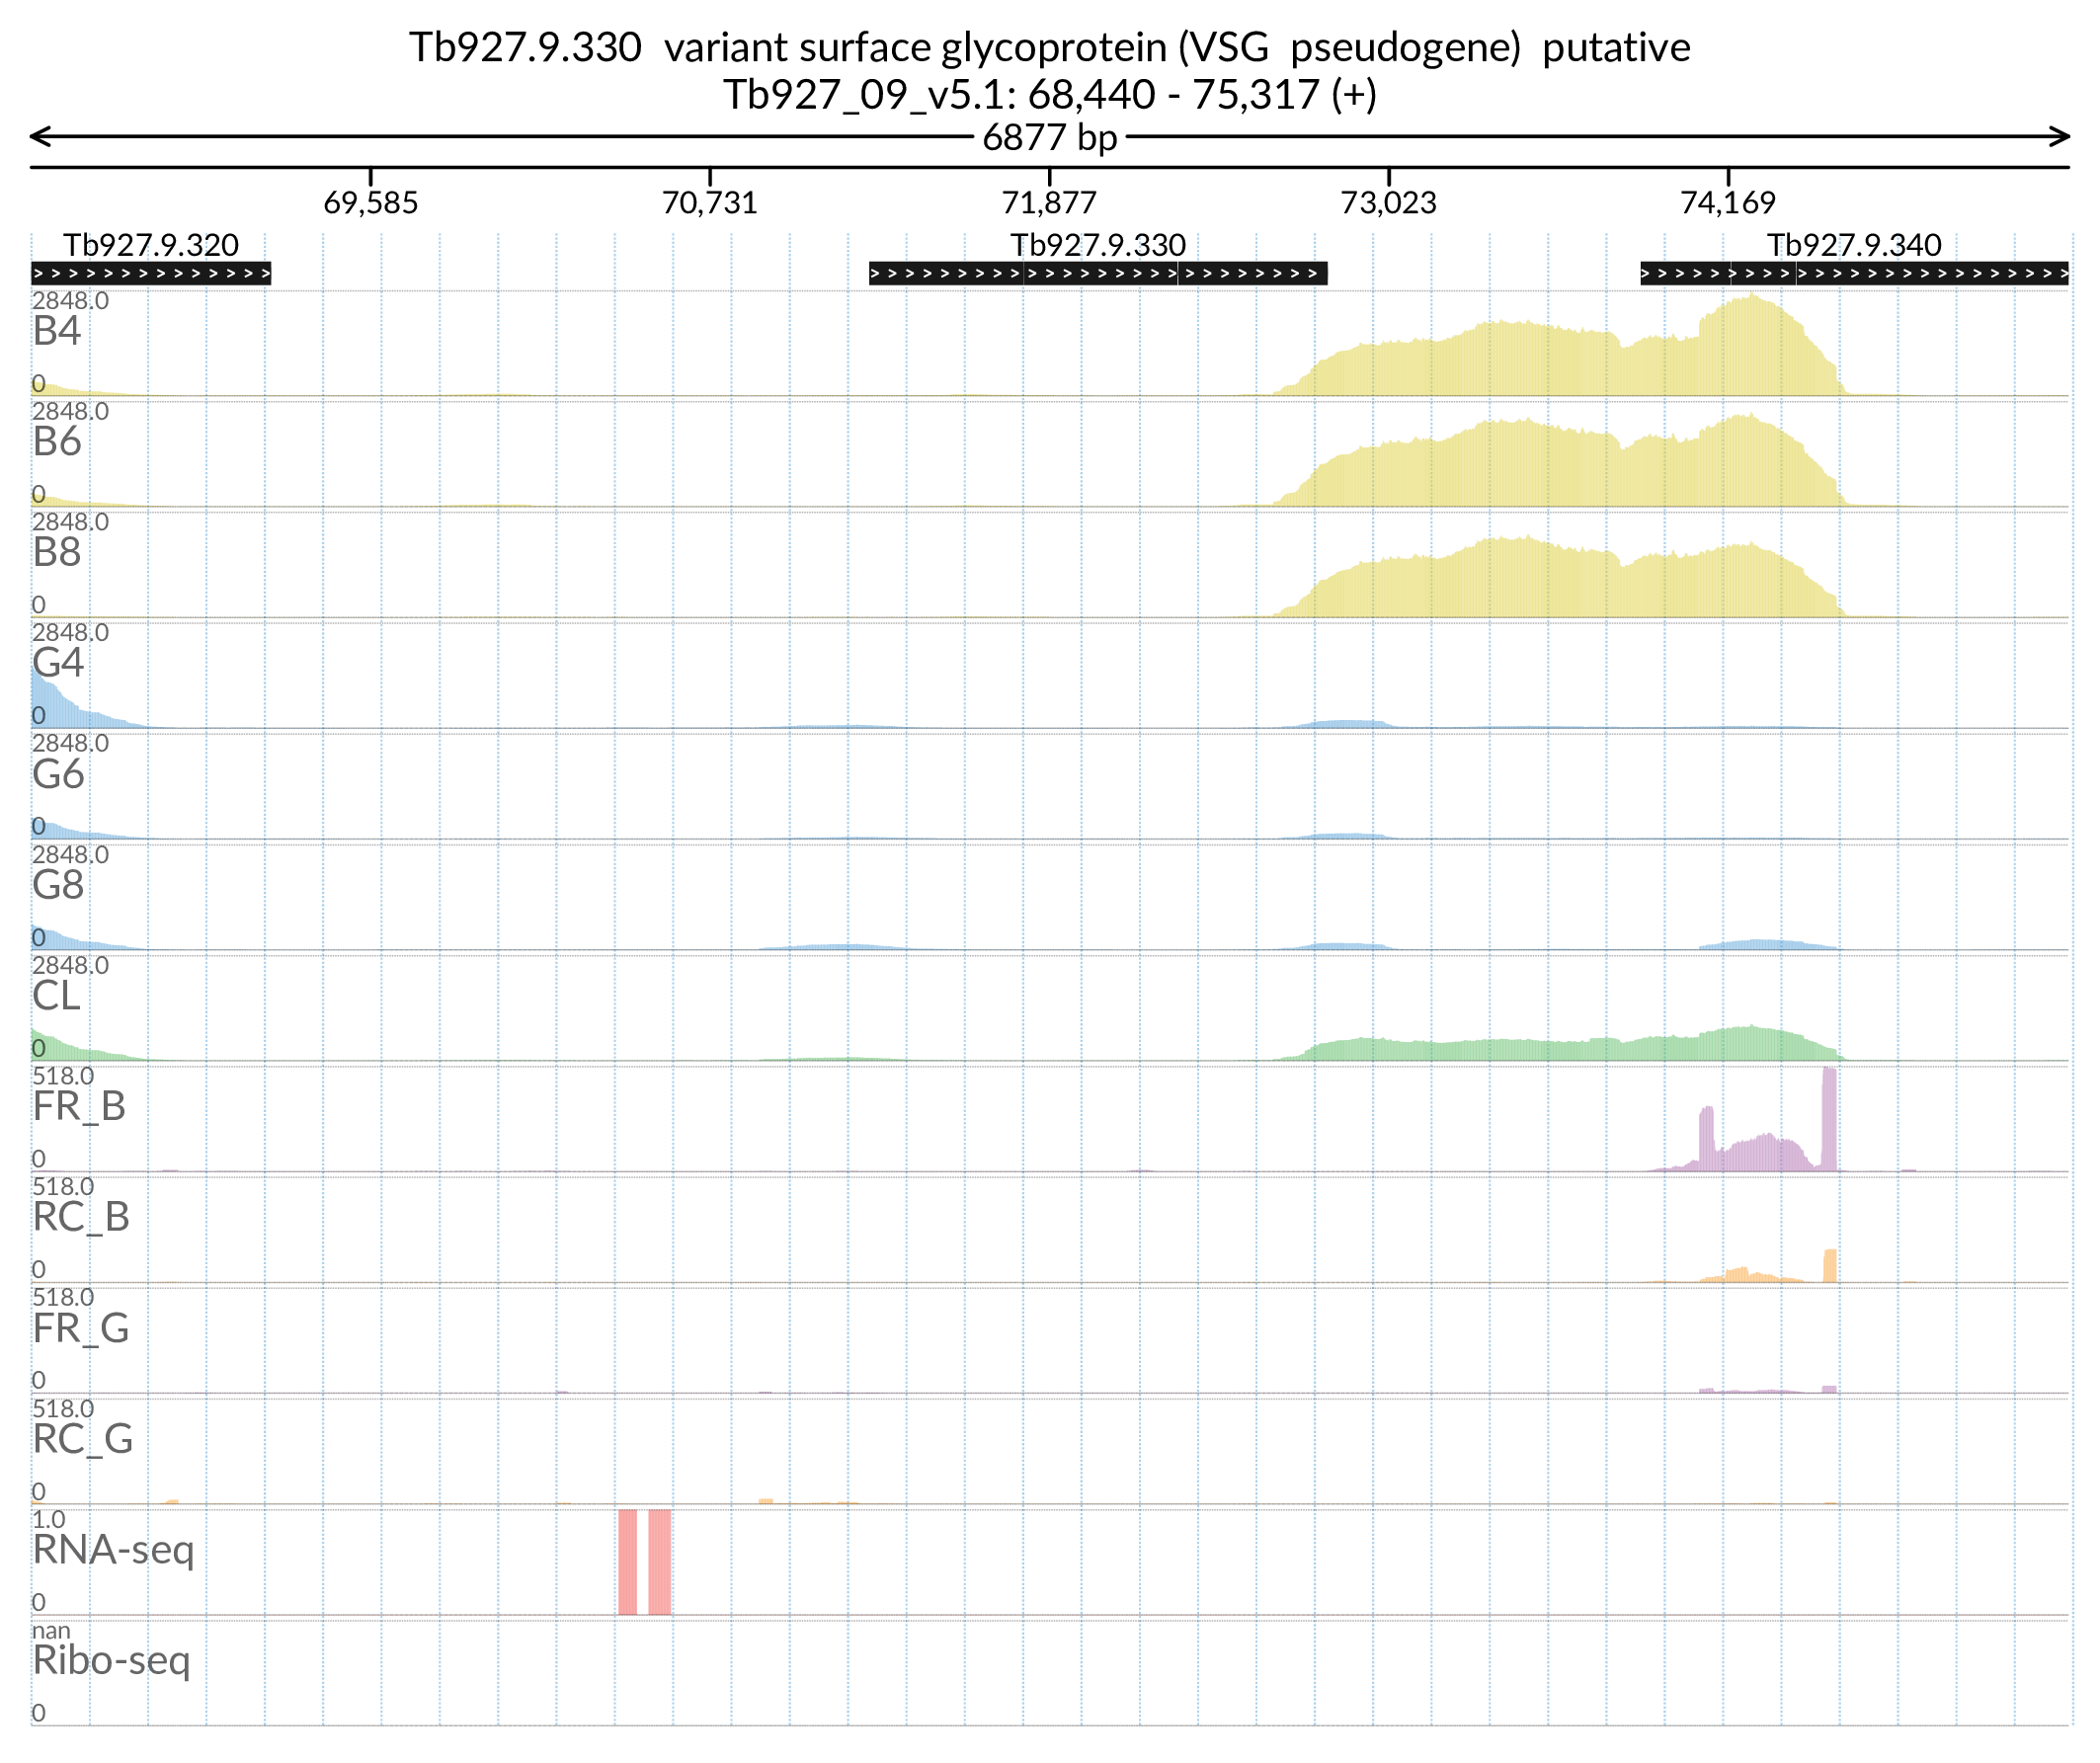 Tb927.9.330  variant surface glycoprotein (VSG  pseudogene)  putative
Tb927_09_v5.1: 68,440 - 75,317 (+)
6877 bp
69,585 70,731 71,877 73,023 74,169
Tb927.9.320 Tb927.9.330 Tb927.9.340
2848.0
B4
0
2848.0
B6
0
2848.0
B8
0
2848.0
G4
0
2848.0
G6
0
2848.0
G8
0
2848.0
CL
0
518.0
FR_B
0
518.0
RC_B
0
518.0
FR_G
0
518.0
RC_G
0
1.0
RNA-seq
0
nan
Ribo-seq
0